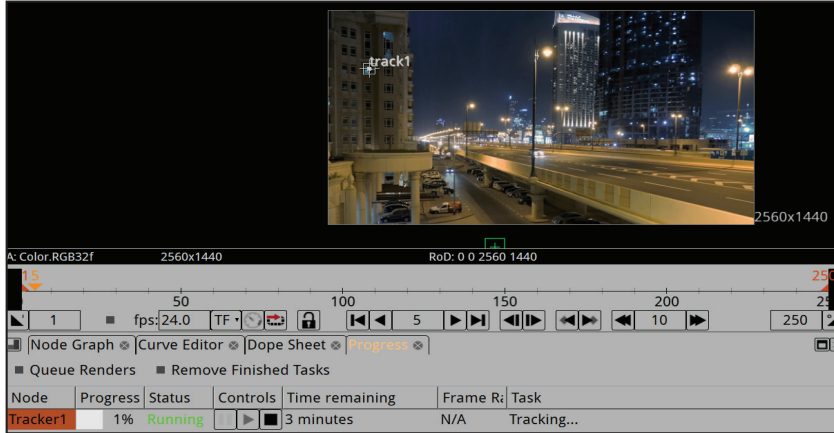 track1
2560x1440
A: Color.RGB32f 2560x1440 RoD: 0 0 2560 1440
1 5 250
50 100 150 200
1 fps: 24.0 TF 5 10 250
Node Graph Curve Editor Dope Sheet Progress
Queue Renders Remove Finished Tasks
Node Progress Status Controls Time remaining Frame Ra Task
Tracker1 1% Running 3 minutes N/A Tracking...